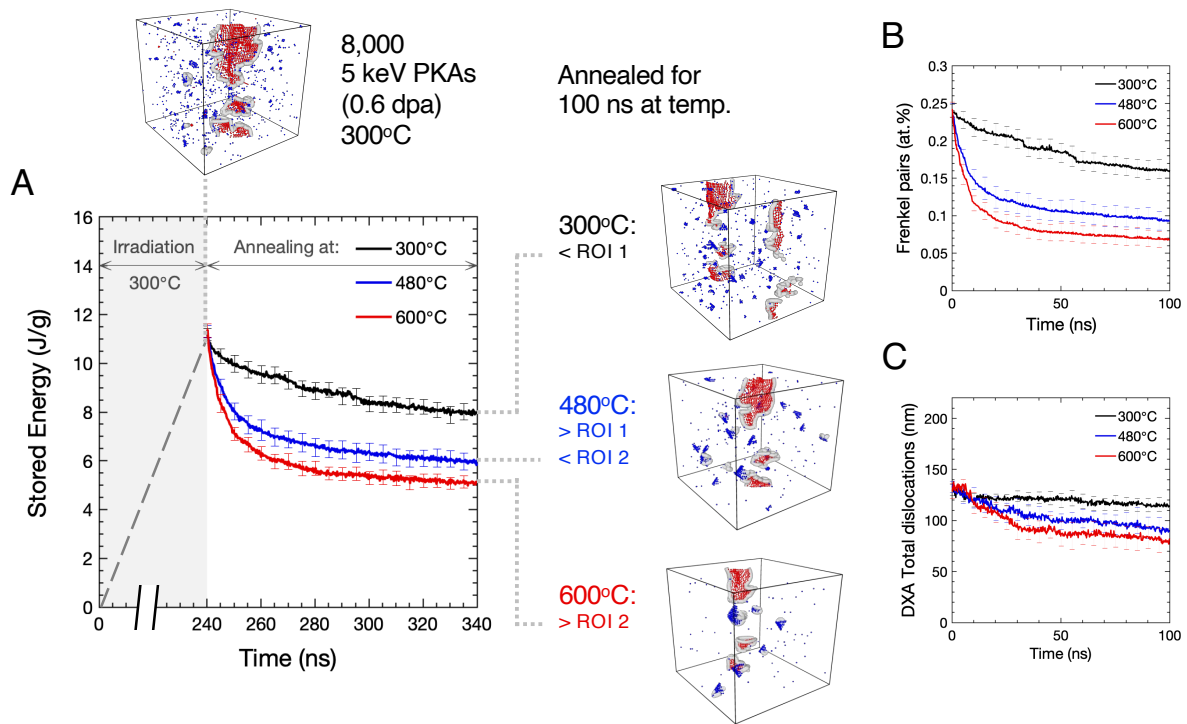 8,000
5 keV PKAs
(0.6 dpa)
300°C
Annealed for
100 ns at temp.
A
Stored Energy (J/g)
16
14
12
10
8
6
4
2
0
Irradiation
300°C
Annealing at:
300°C
480°C
600°C
0
240
260
280
300
320
340
Time (ns)
300°C:
< ROI 1
480°C:
> ROI 1
< ROI 2
600°C:
> ROI 2
B
Frenkel pairs (at.%)
0.3
0.25
0.2
0.15
0.1
0.05
0
300°C
480°C
600°C
0
50
100
Time (ns)
C
DXA Total dislocations (nm)
200
150
100
50
0
300°C
480°C
600°C
0
50
100
Time (ns)